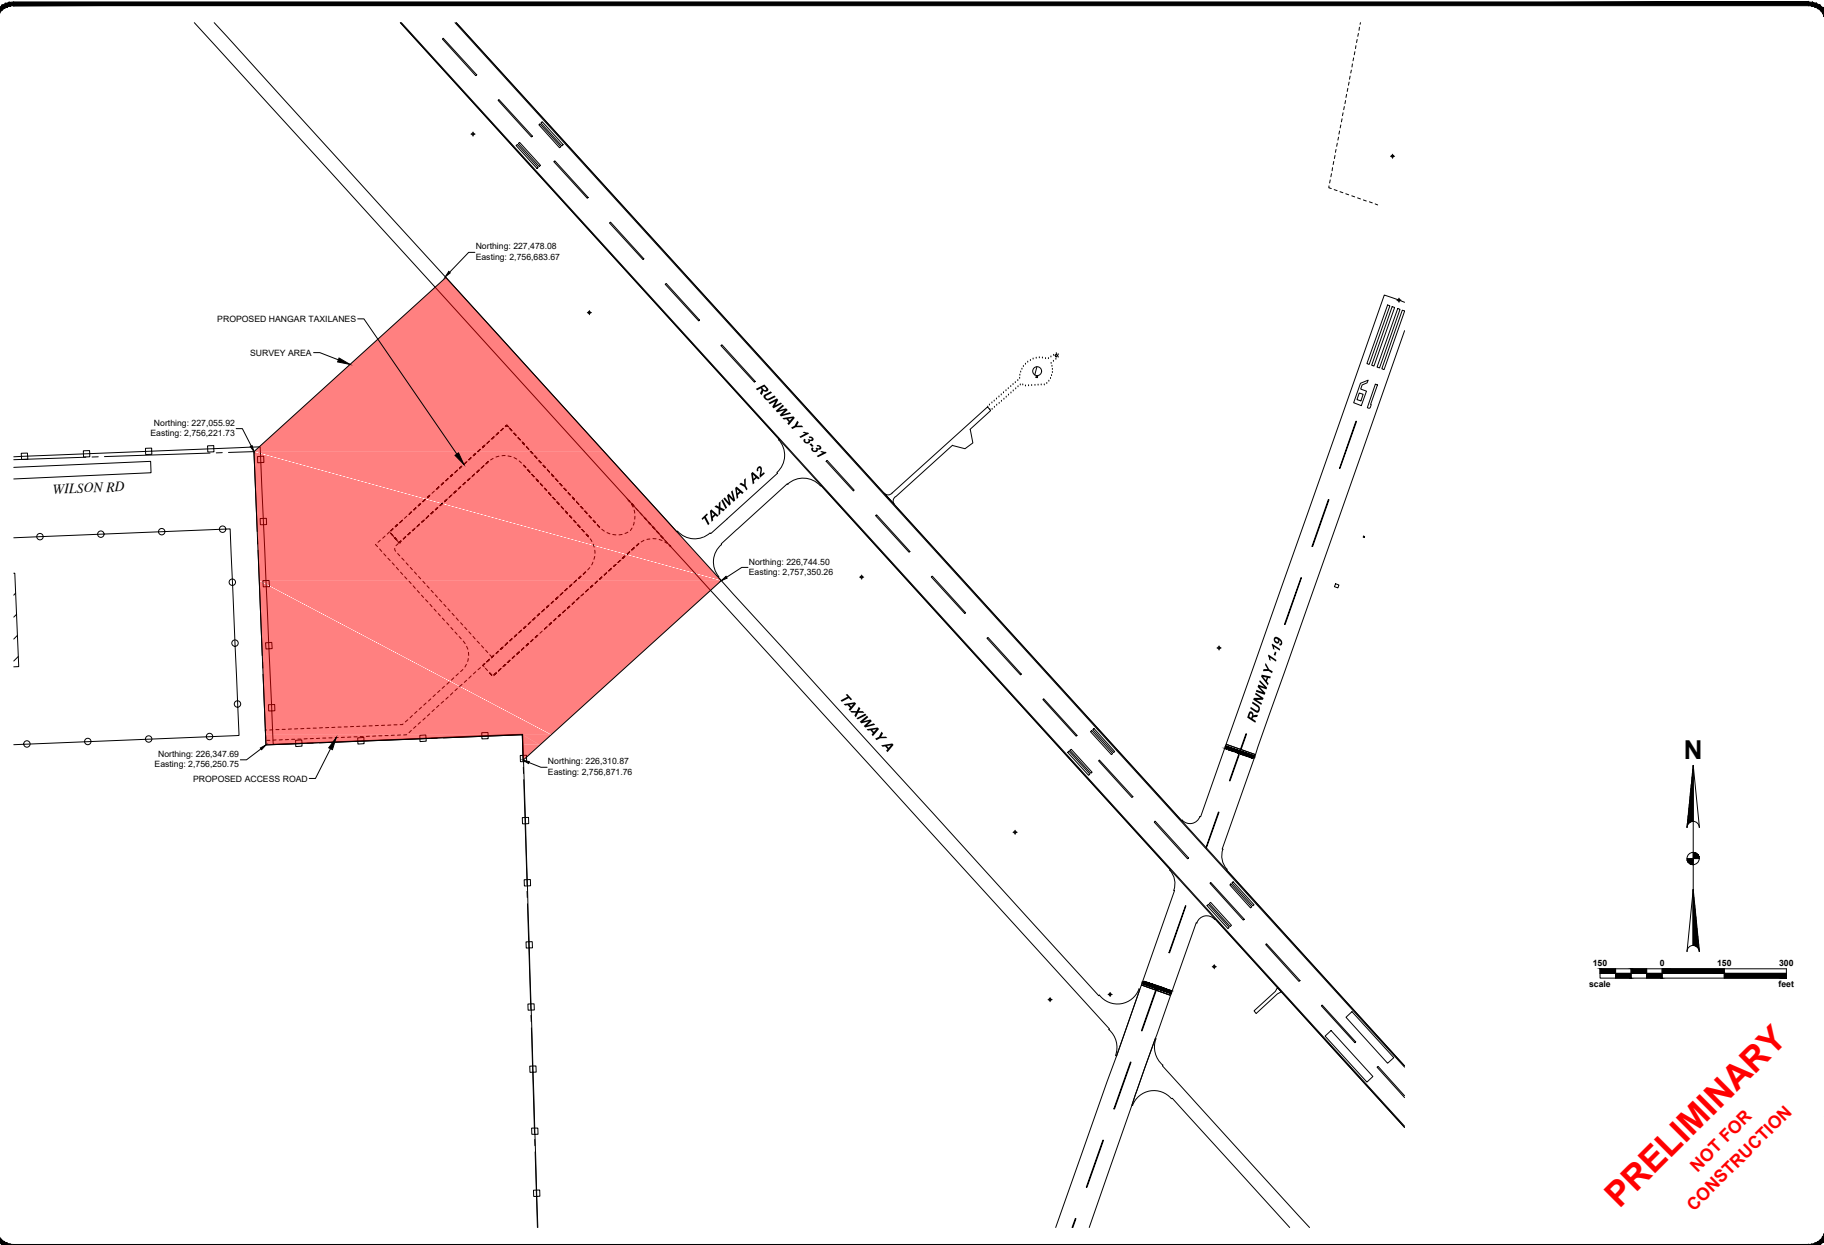 Northing: 227,478.08
Easting: 2,756,683.67
PROPOSED HANGAR TAXILANES
SURVEY AREA
Northing: 227,055.92
Easting: 2,756,221.73
WILSON RD
RUNWAY 13-31
TAXIWAY A2
Northing: 226,744.50
Easting: 2,757,350.26
19
RUNWAY 1-19
TAXIWAY A
Northing: 226,347.69
Easting: 2,756,250.75
PROPOSED ACCESS ROAD
Northing: 226,310.87
Easting: 2,756,871.76
N
150 0 150 300
scale feet
PRELIMINARY
NOT FOR
CONSTRUCTION